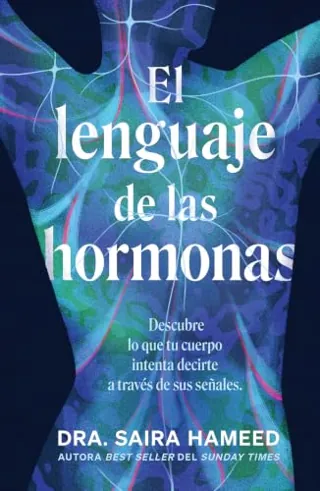 El
lenguaje
de las
hormonas
Descubre
lo que tu cuerpo
intenta decirte
a través de sus señales.
DRA. SAIRA HAMEED
AUTORA BEST SELLER DEL SUNDAY TIMES